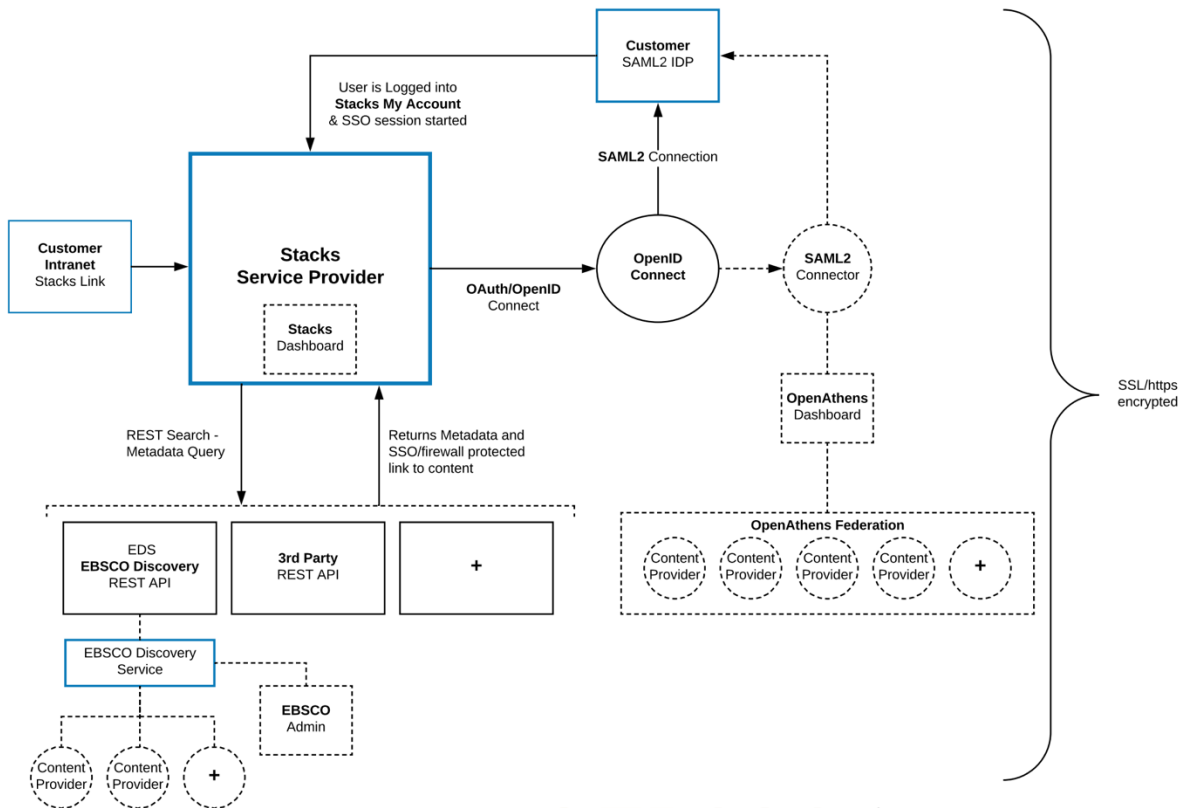 Customer
SAML2 IDP
User is Logged into
Stacks My Account
& SSO session started
SAML2 Connection
Customer
Intranet
Stacks Link
Stacks
Service Provider
Stacks
Dashboard
OAuth/OpenID
Connect
OpenID
Connect
SAML2
Connector
OpenAthens
Dashboard
SSL/https
encrypted
REST Search -
Metadata Query
Returns Metadata and
SSO/firewall protected
link to content
EDS
EBSCO Discovery
REST API
3rd Party
REST API
+
OpenAthens Federation
Content
Provider
Content
Provider
Content
Provider
Content
Provider
+
EBSCO Discovery
Service
EBSCO
Admin
Content
Provider
Content
Provider
+